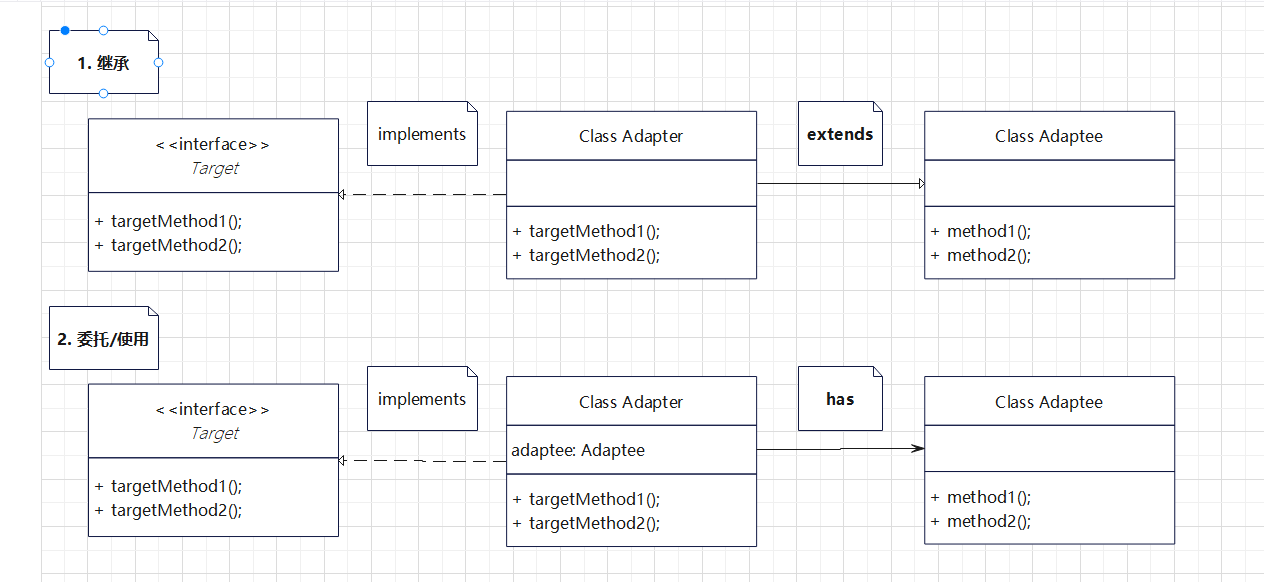 1. 继承
implements
extends
< <interface> >
Target
+ targetMethod1();
+ targetMethod2();
Class Adapter
+ targetMethod1();
+ targetMethod2();
Class Adaptee
+ method1();
+ method2();
2. 委托/使用
implements
has
< <interface> >
Target
+ targetMethod1();
+ targetMethod2();
Class Adapter
adaptee: Adaptee
+ targetMethod1();
+ targetMethod2();
Class Adaptee
+ method1();
+ method2();